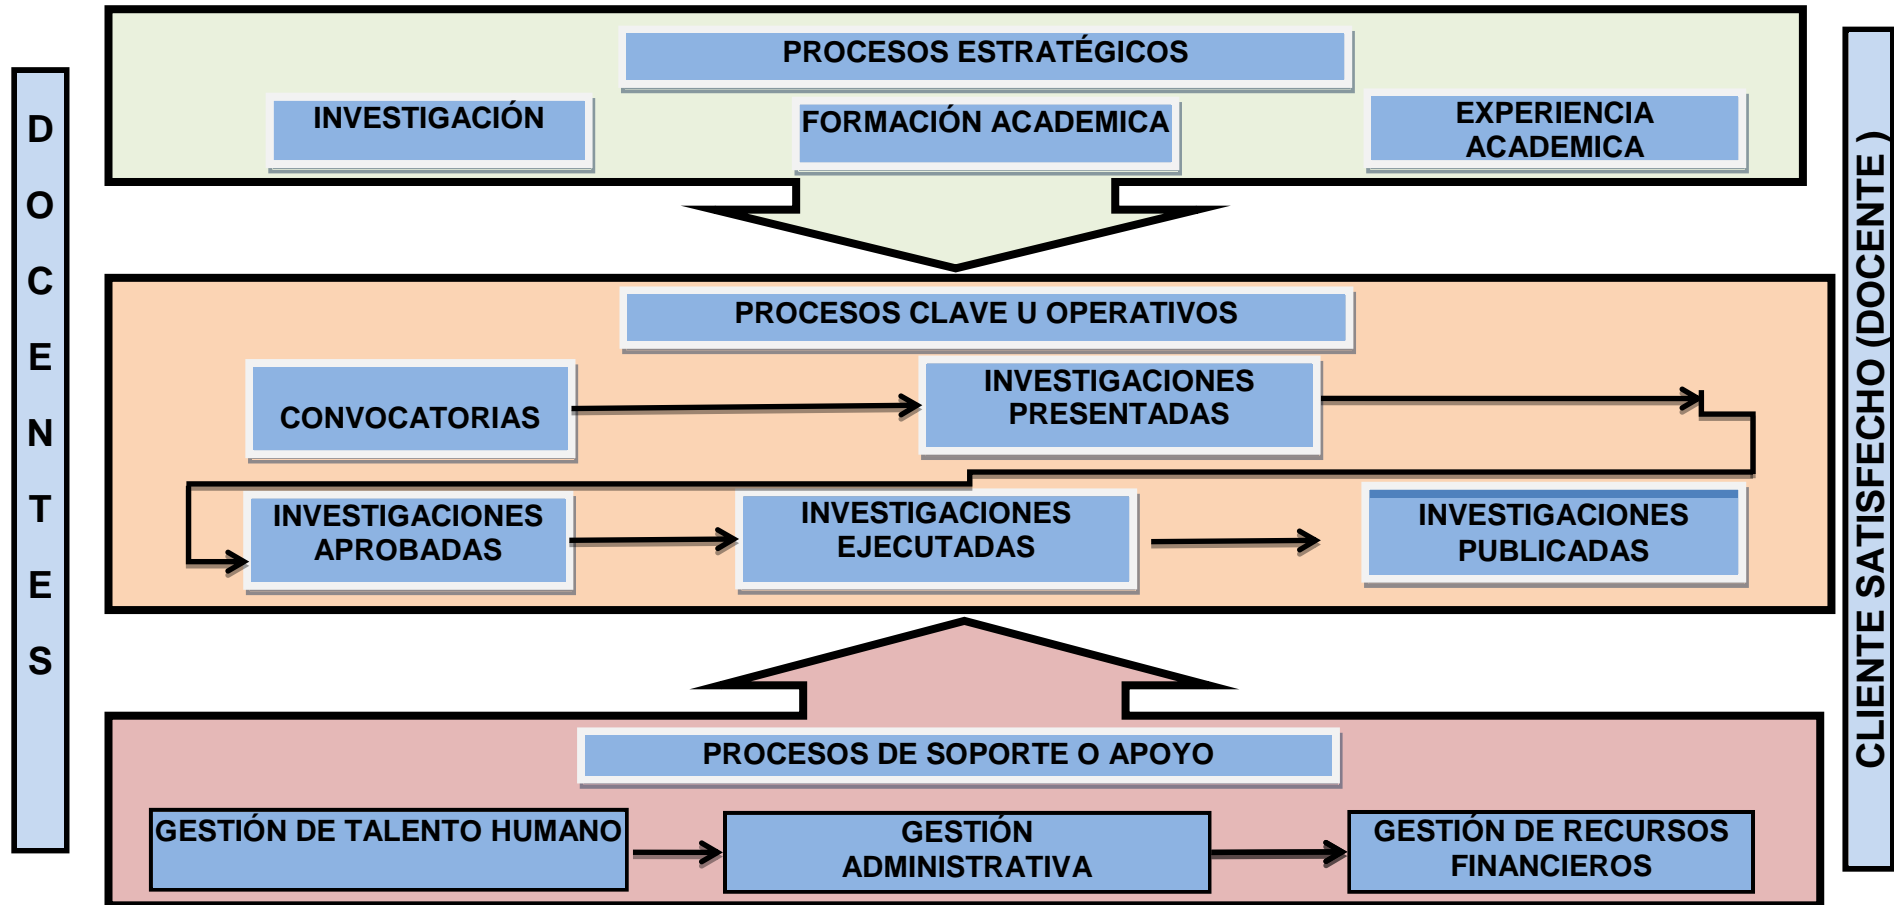 DOCENTES
PROCESOS ESTRATÉGICOS
INVESTIGACIÓN
FORMACIÓN ACADEMICA
EXPERIENCIA
ACADEMICA
PROCESOS CLAVE U OPERATIVOS
CONVOCATORIAS
INVESTIGACIONES
PRESENTADAS
INVESTIGACIONES
APROBADAS
INVESTIGACIONES
EJECUTADAS
INVESTIGACIONES
PUBLICADAS
PROCESOS DE SOPORTE O APOYO
GESTIÓN DE TALENTO HUMANO
GESTIÓN
ADMINISTRATIVA
GESTIÓN DE RECURSOS
FINANCIEROS
CLIENTE SATISFECHO (DOCENTE )